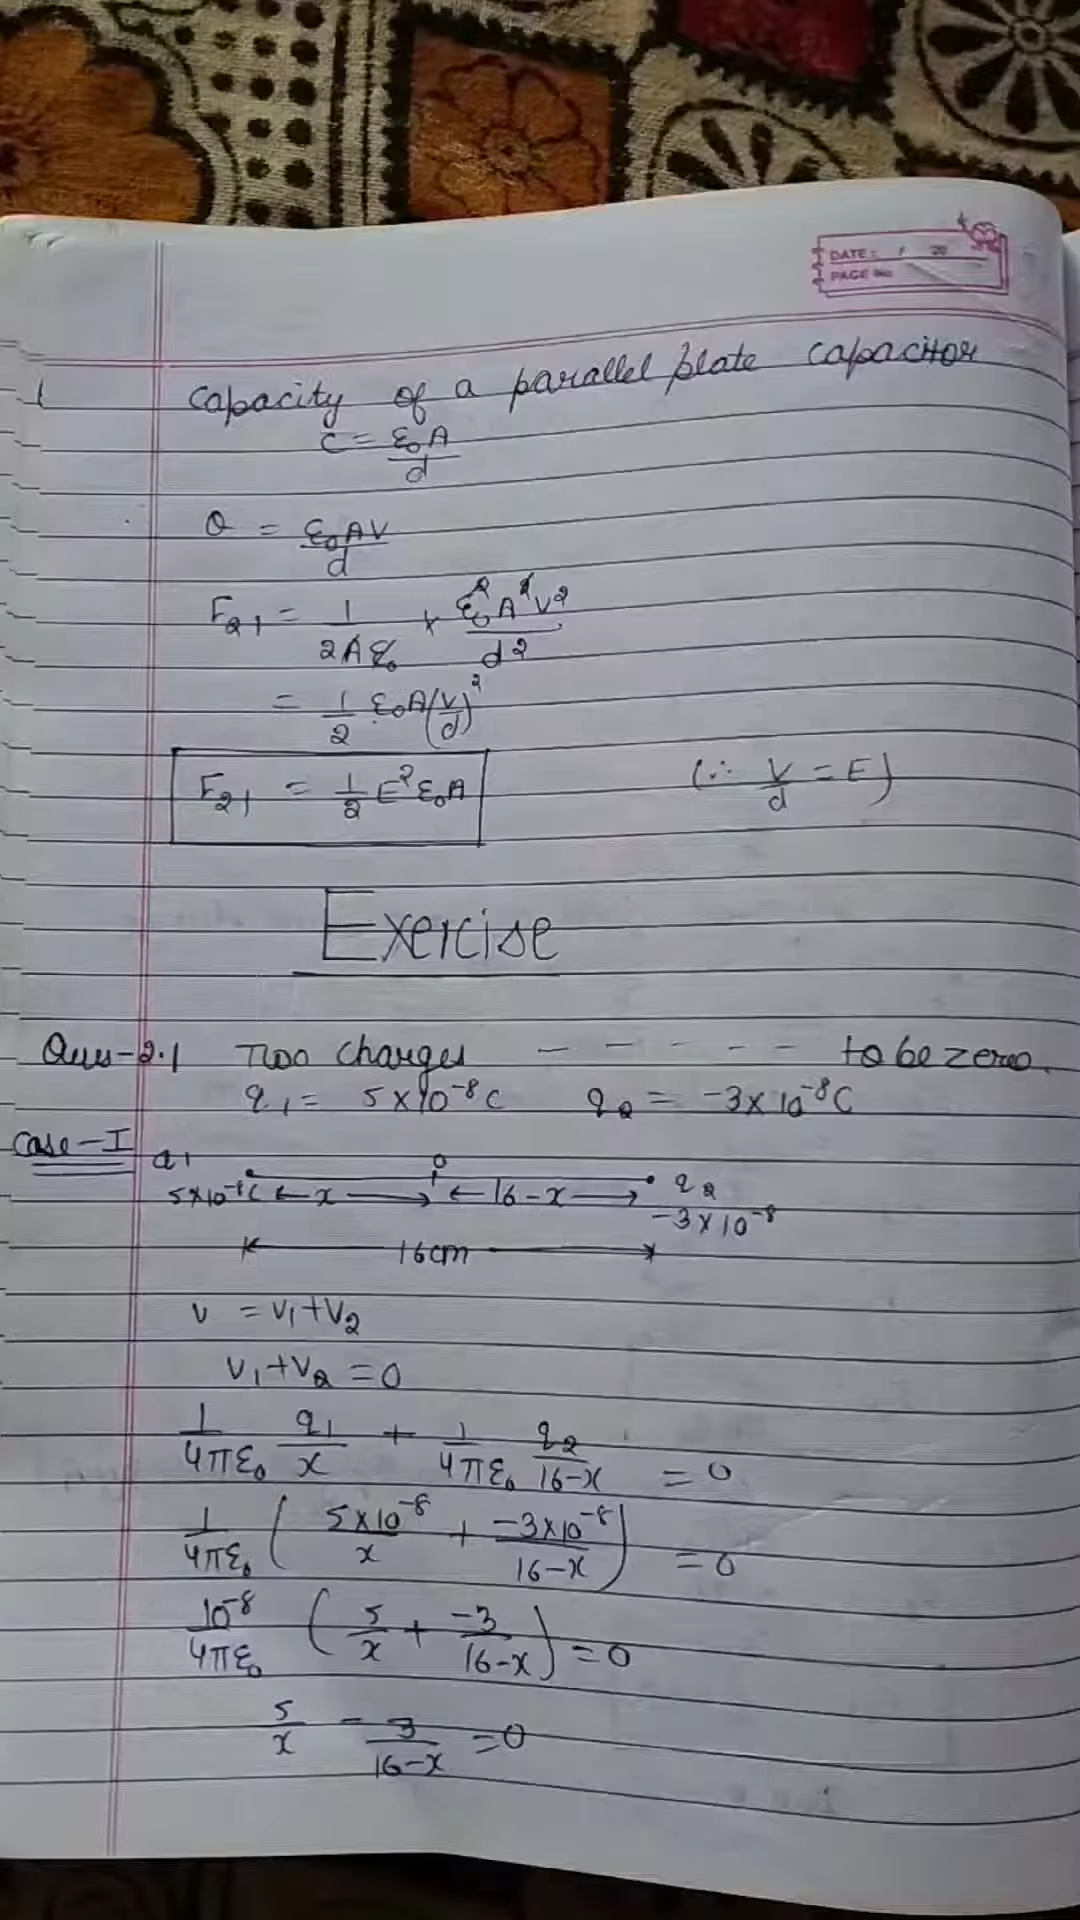 DATE: / 20
PAGE No.
1 Capacity of a parallel plate capacitor
C = ε₀A/d
Q = ε₀AV/d
F₂₁ = 1/2Aε₀ × ε₀²A²V²/d²
= 1/2 ε₀A(V/d)²
F₂₁ = 1/2 E²ε₀A (∴ V/d = E)
Exercise
Ques-2.1 Two charges - - - - - - to be zero.
q₁ = 5×10⁻⁸C q₂ = -3×10⁻⁸C
Case-I q₁ O q₂
5×10⁻⁸C ← x → ← 16-x → -3×10⁻⁸
16cm
V = V₁+V₂
V₁+V₂ = 0
1/4πε₀ q₁/x + 1/4πε₀ q₂/16-x = 0
1/4πε₀ (5×10⁻⁸/x + -3×10⁻⁸/16-x) = 0
10⁻⁸/4πε₀ (5/x + -3/16-x) = 0
5/x - 3/16-x = 0